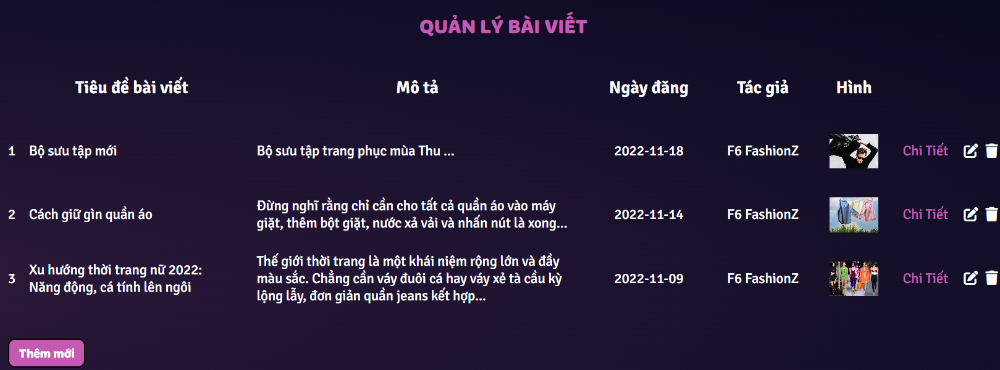 QUẢN LÝ BÀI VIẾT
Tiêu đề bài viết Mô tả Ngày đăng Tác giả Hình
1 Bộ sưu tập mới Bộ sưu tập trang phục mùa Thu ... 2022-11-18 F6 FashionZ Chi Tiết
2 Cách giữ gìn quần áo Đừng nghĩ rằng chỉ cần cho tất cả quần áo vào máy
giặt, thêm bột giặt, nước xả vải và nhấn nút là xong... 2022-11-14 F6 FashionZ Chi Tiết
3 Xu hướng thời trang nữ 2022:
Năng động, cá tính lên ngôi
Thế giới thời trang là một khái niệm rộng lớn và đầy
màu sắc. Chẳng cần váy đuôi cá hay váy xẻ tà cầu kỳ
lộng lẫy, đơn giản quần jeans kết hợp...
2022-11-09 F6 FashionZ Chi Tiết
Thêm mới